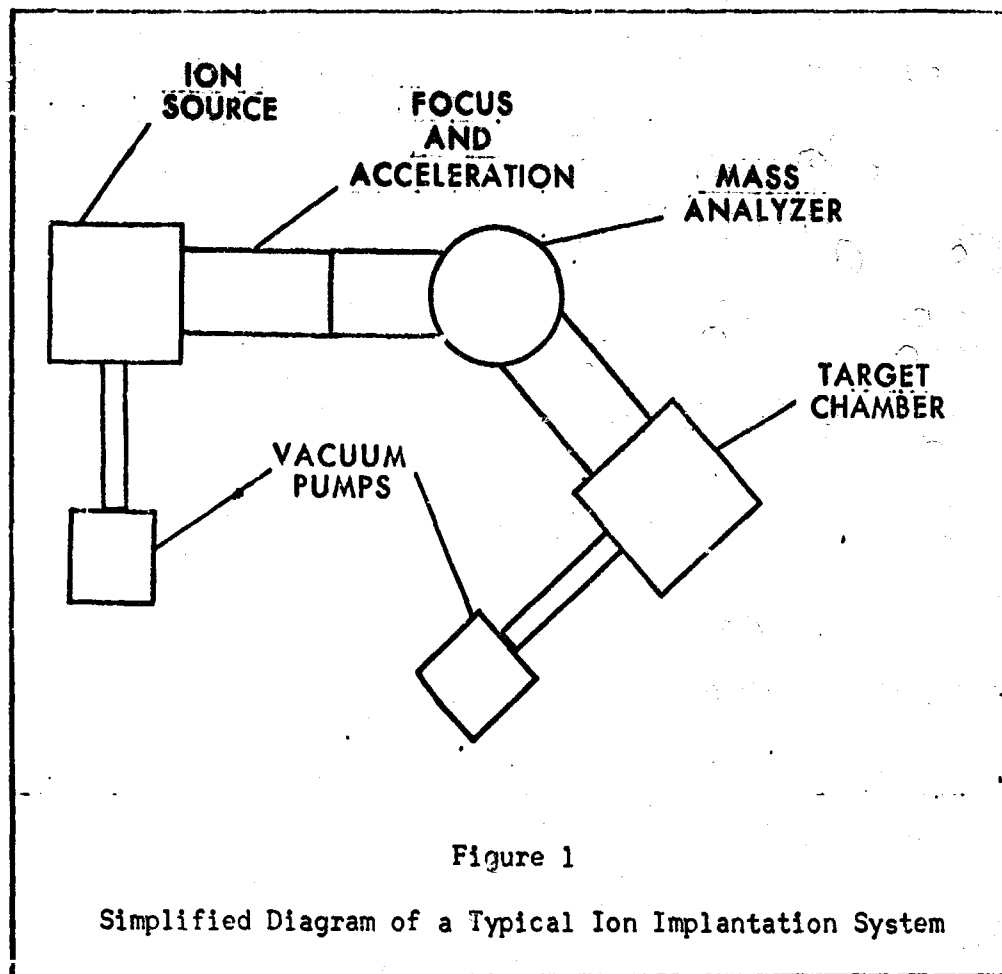 ION
SOURCE
FOCUS
AND
ACCELERATION
MASS
ANALYZER
TARGET
CHAMBER
VACUUM
PUMPS
Figure 1
Simplified Diagram of a Typical Ion Implantation System